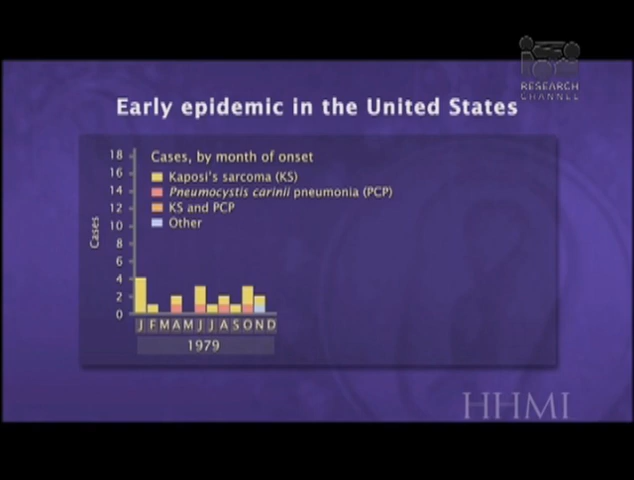 RESEARCH
CHANNEL
Early epidemic in the United States
Cases, by month of onset
Kaposi's sarcoma (KS)
Pneumocystis carinii pneumonia (PCP)
KS and PCP
Other
Cases
18
16
14
12
10
8
6
4
2
0
J F M A M J J A S O N D
1979
HHMI